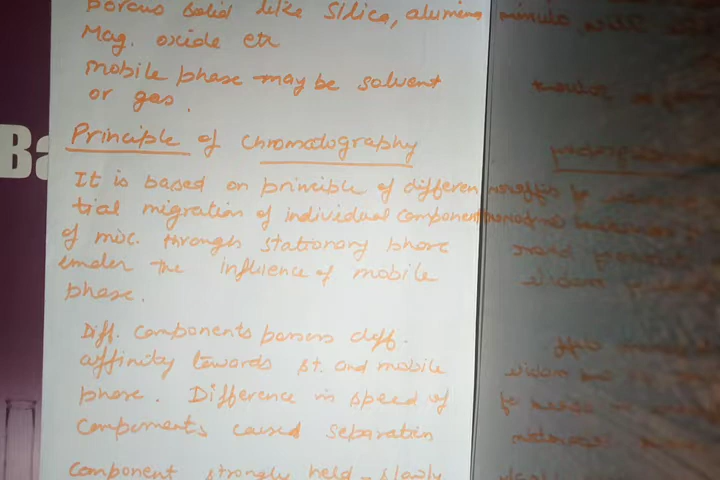 porous solid like Silica, alumina
Mag. oxide etc
mobile phase may be solvent
or gas.
Principle of Chromatography
It is based on principle of differen
tial migration of individual component
of mix. through stationary phase
under the influence of mobile
phase.
Diff. components possess diff.
affinity towards st. and mobile
phase. Difference in speed of
components caused separation
component strongly held - slowly
Ba